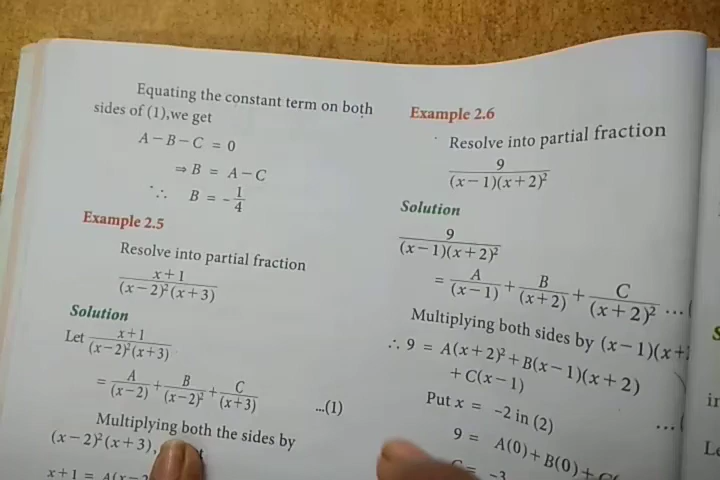 Equating the constant term on both
sides of (1),we get
A − B − C = 0
⇒ B = A − C
∴ B = −1/4
Example 2.5
Resolve into partial fraction
x+1/(x−2)²(x+3)
Solution
Let x+1/(x−2)²(x+3)
= A/(x−2) + B/(x−2)² + C/(x+3) ...(1)
Multiplying both the sides by
(x−2)²(x+3),
x+1 = A(x−2
Example 2.6
Resolve into partial fraction
9/(x−1)(x+2)²
Solution
9/(x−1)(x+2)²
= A/(x−1) + B/(x+2) + C/(x+2)² ...(
Multiplying both sides by (x−1)(x+
∴ 9 = A(x+2)²+B(x−1)(x+2)
+ C(x−1)
...(
Put x = −2 in (2)
9 = A(0)+B(0)+
C = −3